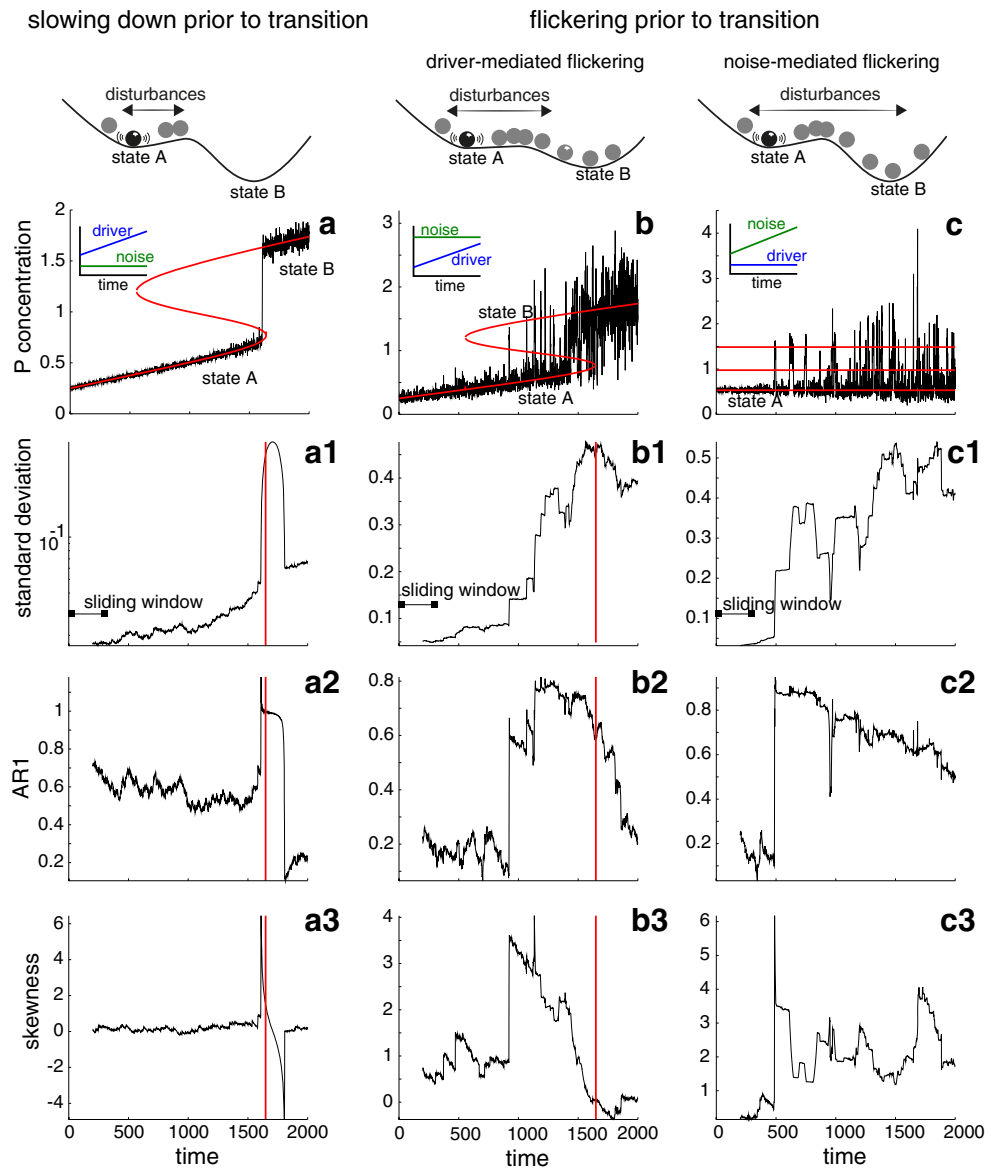 slowing down prior to transition
flickering prior to transition
driver-mediated flickering
noise-mediated flickering
disturbances
state A
state B
disturbances
state A
state B
disturbances
state A
state B
P concentration
2
1.5
1
0.5
0
driver
noise
time
a
state B
state A
3
2
1
0
noise
driver
time
b
state B
state A
5
4
3
2
1
0
noise
driver
time
c
state A
standard deviation
10-1
sliding window
a1
0.4
0.3
0.2
0.1
sliding window
b1
0.5
0.4
0.3
0.2
0.1
sliding window
c1
AR1
1
0.8
0.6
0.4
0.2
a2
0.8
0.6
0.4
0.2
b2
0.8
0.6
0.4
0.2
c2
skewness
6
4
2
0
-2
-4
a3
4
3
2
1
0
b3
6
5
4
3
2
1
c3
0 500 1000 1500 2000
time
0 500 1000 1500 2000
time
0 500 1000 1500 2000
time